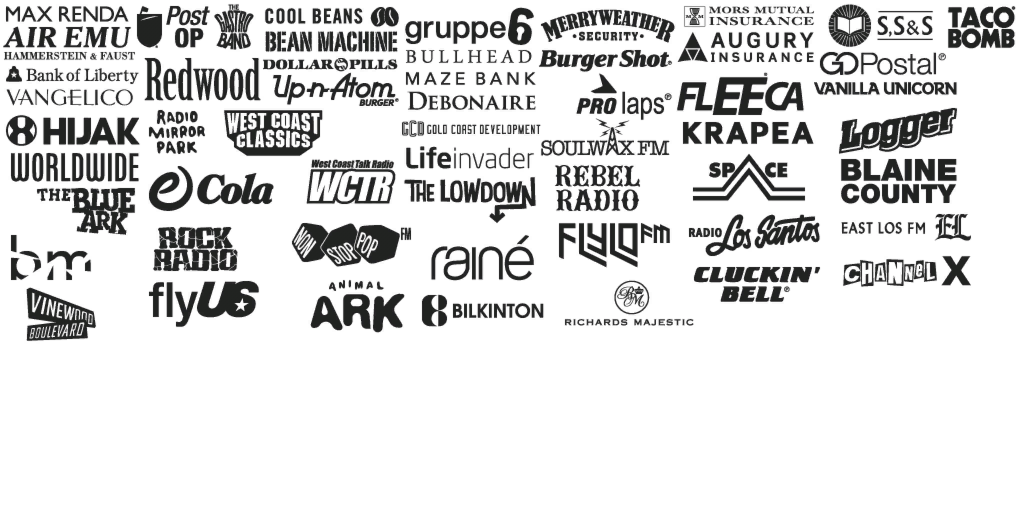 MAX RENDA
AIR EMU
HAMMERSTEIN & FAUST
Bank of Liberty
VANGELICO
HIJAK
WORLDWIDE
THE BLUE
ARK
bm
VINEWOOD
BOULEVARD
Post
OP
THE
GASTRO
BAND
Redwood
RADIO
MIRROR
PARK
WEST COAST
CLASSICS
eCola
ROCK
RADIO
flyUS
COOL BEANS
BEAN MACHINE
DOLLAR PILLS
Up-n-Atom
BURGER®
West Coast Talk Radio
WCTR
NON
STOP
POP
FM
ANIMAL
ARK
gruppe6
BULLHEAD
MAZE BANK
DEBONAIRE
GCD GOLD COAST DEVELOPMENT
Lifeinvader
THE LOWDOWN
rainé
8 BILKINTON
MERRYWEATHER
·SECURITY·
Burger Shot®
PRO laps®
SOULWAX FM
REBEL
RADIO
FLYLO FM
RM
RICHARDS MAJESTIC
MORS MUTUAL
INSURANCE
AUGURY
INSURANCE
FLEECA®
KRAPEA
SPACE
RADIO Los Santos
CLUCKIN'
BELL®
S,S&S
TACO
BOMB
GOPostal®
VANILLA UNICORN
Logger
BLAINE
COUNTY
EAST LOS FM EL
CHANNEL X